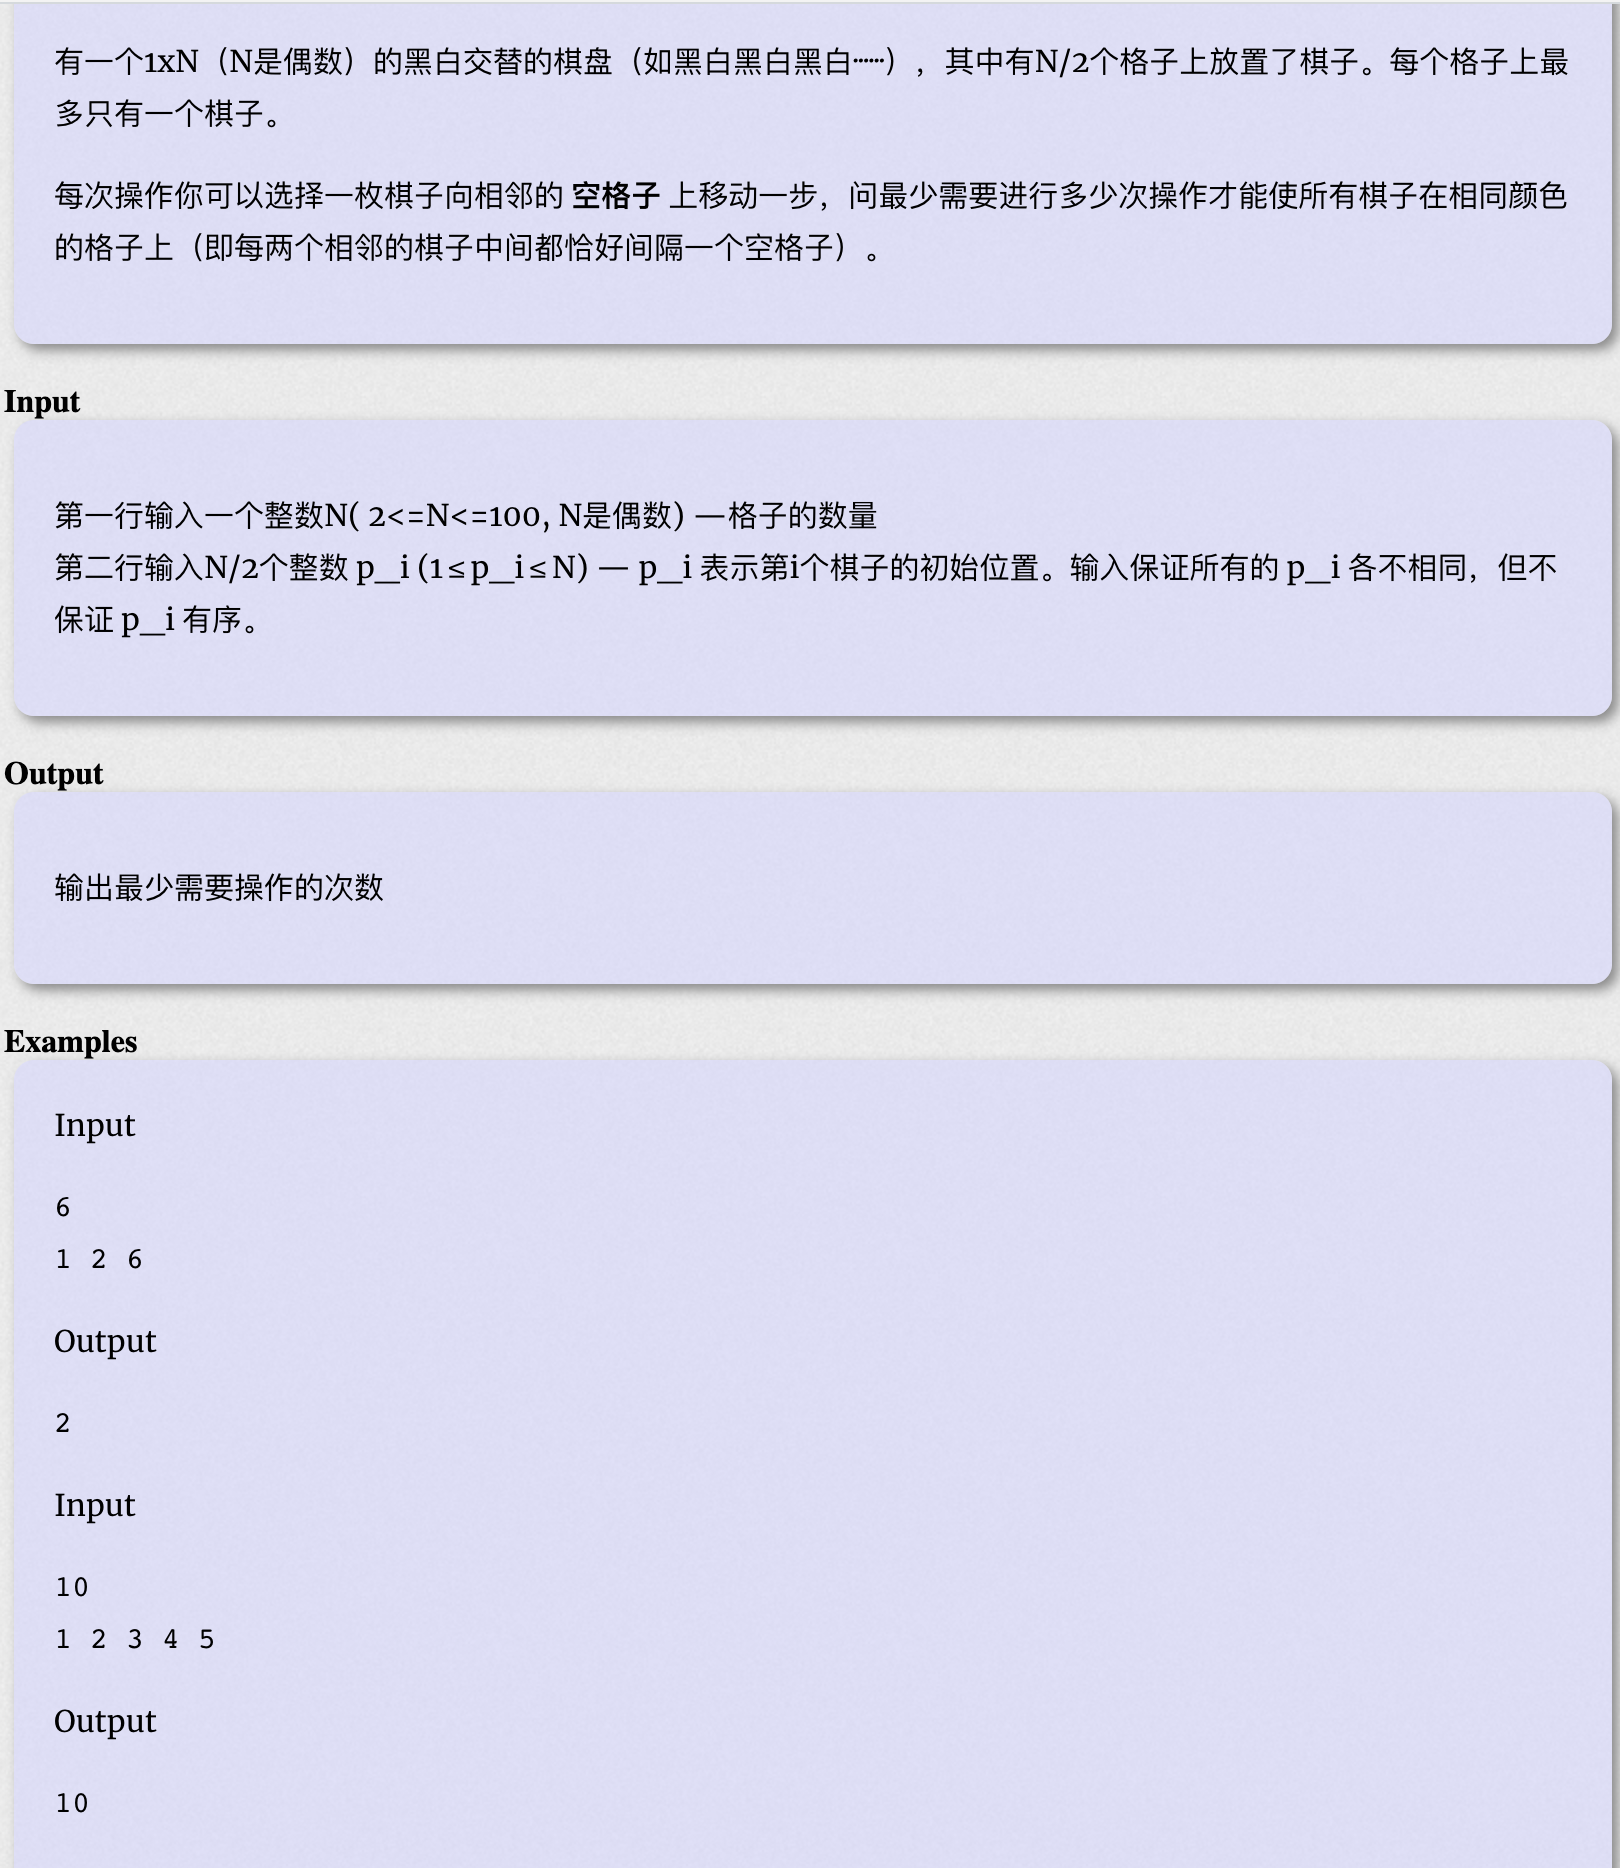 有一个1xN（N是偶数）的黑白交替的棋盘（如黑白黑白黑白……），其中有N/2个格子上放置了棋子。每个格子上最
多只有一个棋子。
每次操作你可以选择一枚棋子向相邻的 空格子 上移动一步，问最少需要进行多少次操作才能使所有棋子在相同颜色
的格子上（即每两个相邻的棋子中间都恰好间隔一个空格子）。
Input
第一行输入一个整数N( 2<=N<=100, N是偶数) —格子的数量
第二行输入N/2个整数 p_i (1≤p_i≤N) — p_i 表示第i个棋子的初始位置。输入保证所有的 p_i 各不相同，但不
保证 p_i 有序。
Output
输出最少需要操作的次数
Examples
Input
6
1 2 6
Output
2
Input
10
1 2 3 4 5
Output
10